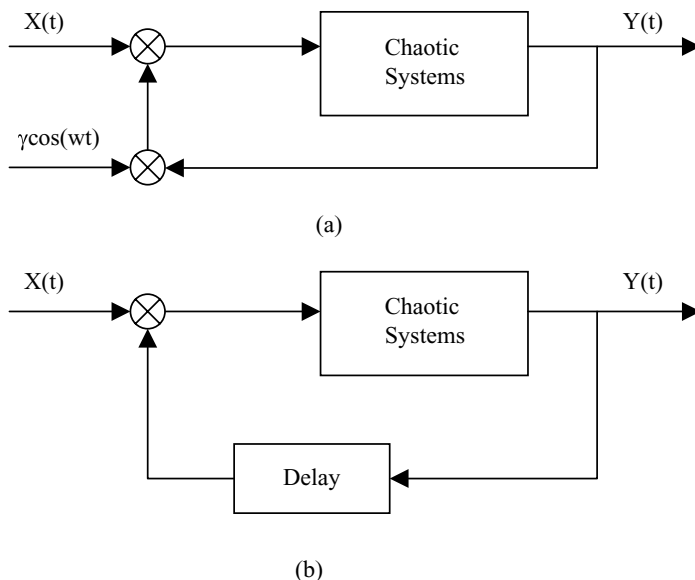 X(t)
Y(t)
Chaotic
Systems
γcos(wt)
(a)
X(t)
Y(t)
Chaotic
Systems
Delay
(b)